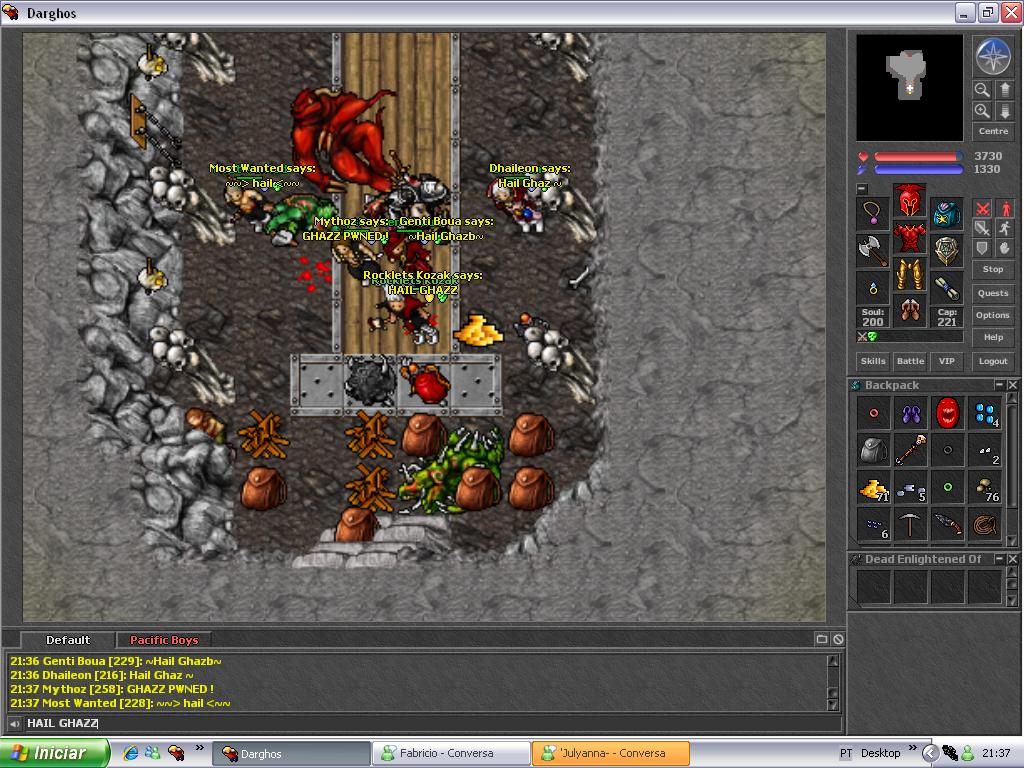 Darghos
Most Wanted says:
~~> hail <~~
Dhaileon says:
Hail Ghaz ~
Mythoz says:
GHAZZ PWNED !
Genti Boua says:
~Hail Ghazb~
Rocklets Kozak says:
Rocklets Kozak
HAIL GHAZZ
Centre
3730
1330
Soul:
200
Cap:
221
Stop
Quests
Options
Help
Skills
Battle
VIP
Logout
Backpack
4
2
71
5
76
6
Dead Enlightened Of
Default
Pacific Boys
21:36 Genti Boua [229]: ~Hail Ghazb~
21:36 Dhaileon [216]: Hail Ghaz ~
21:37 Mythoz [258]: GHAZZ PWNED !
21:37 Most Wanted [228]: ~~> hail <~~
HAIL GHAZZ
Iniciar
Darghos
Fabricio - Conversa
'Julyanna- - Conversa
PT
Desktop
21:37